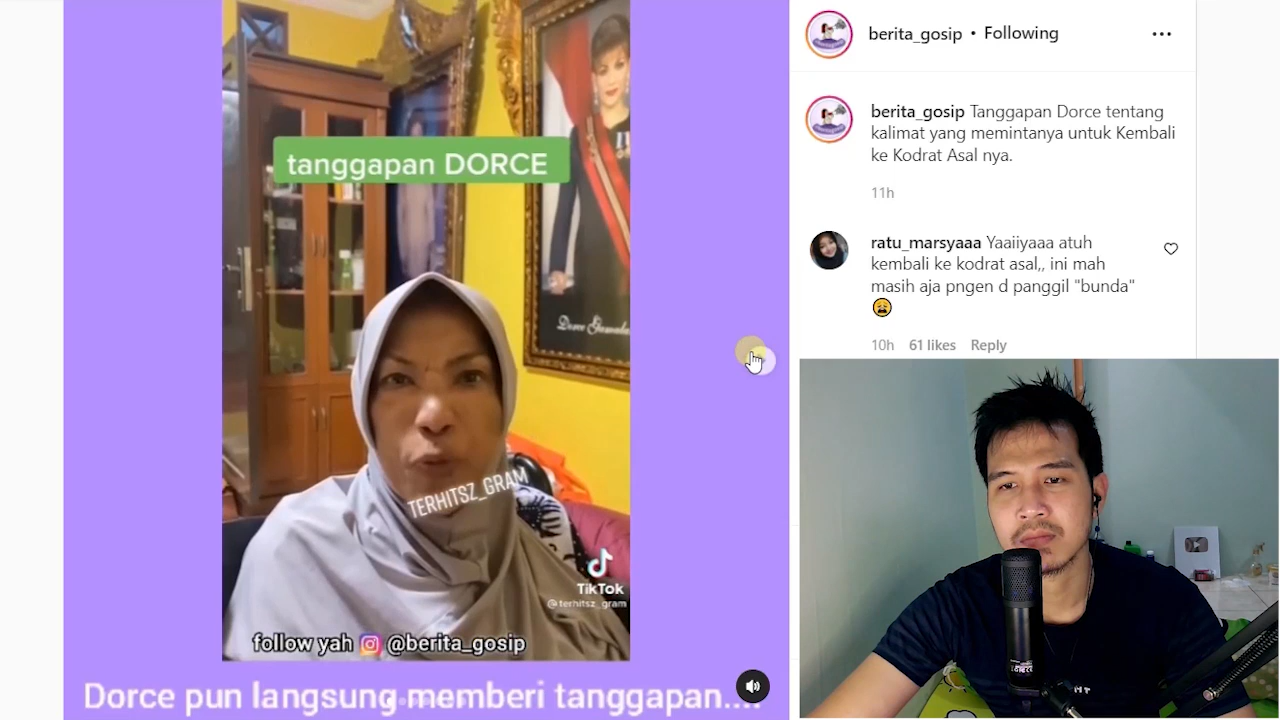 tanggapan DORCE
Dorce Gamala
TERHITSZ_GRAM
TikTok
@terhitsz_gram
follow yah @berita_gosip
Dorce pun langsung memberi tanggapan....
berita_gosip • Following
berita_gosip Tanggapan Dorce tentang
kalimat yang memintanya untuk Kembali
ke Kodrat Asal nya.
11h
ratu_marsyaaa Yaaiiyaaa atuh
kembali ke kodrat asal,, ini mah
masih aja pngen d panggil "bunda"
10h 61 likes Reply